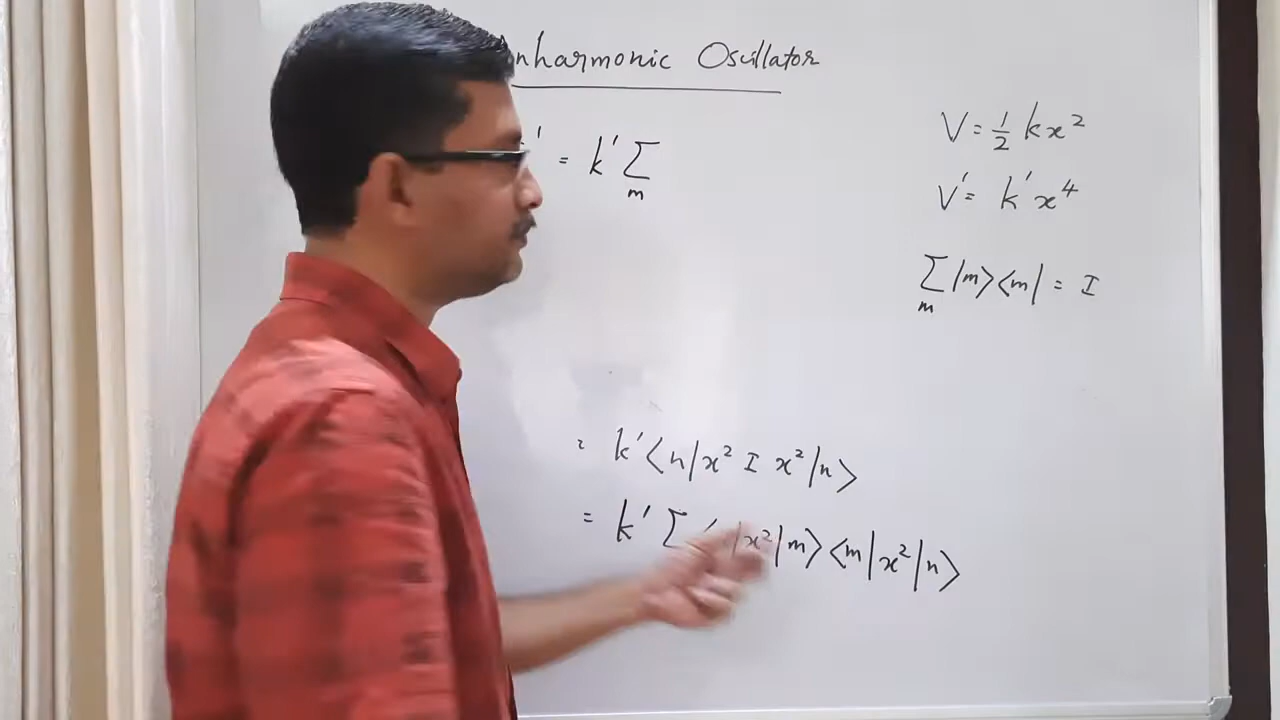 nharmonic Oscillator
' = k' Σ
m
V = 1/2 kx²
V' = k'x⁴
Σ |m><m| = I
m
= k'<n|x² I x²|n>
= k' Σ < |x²|m><m|x²|n>